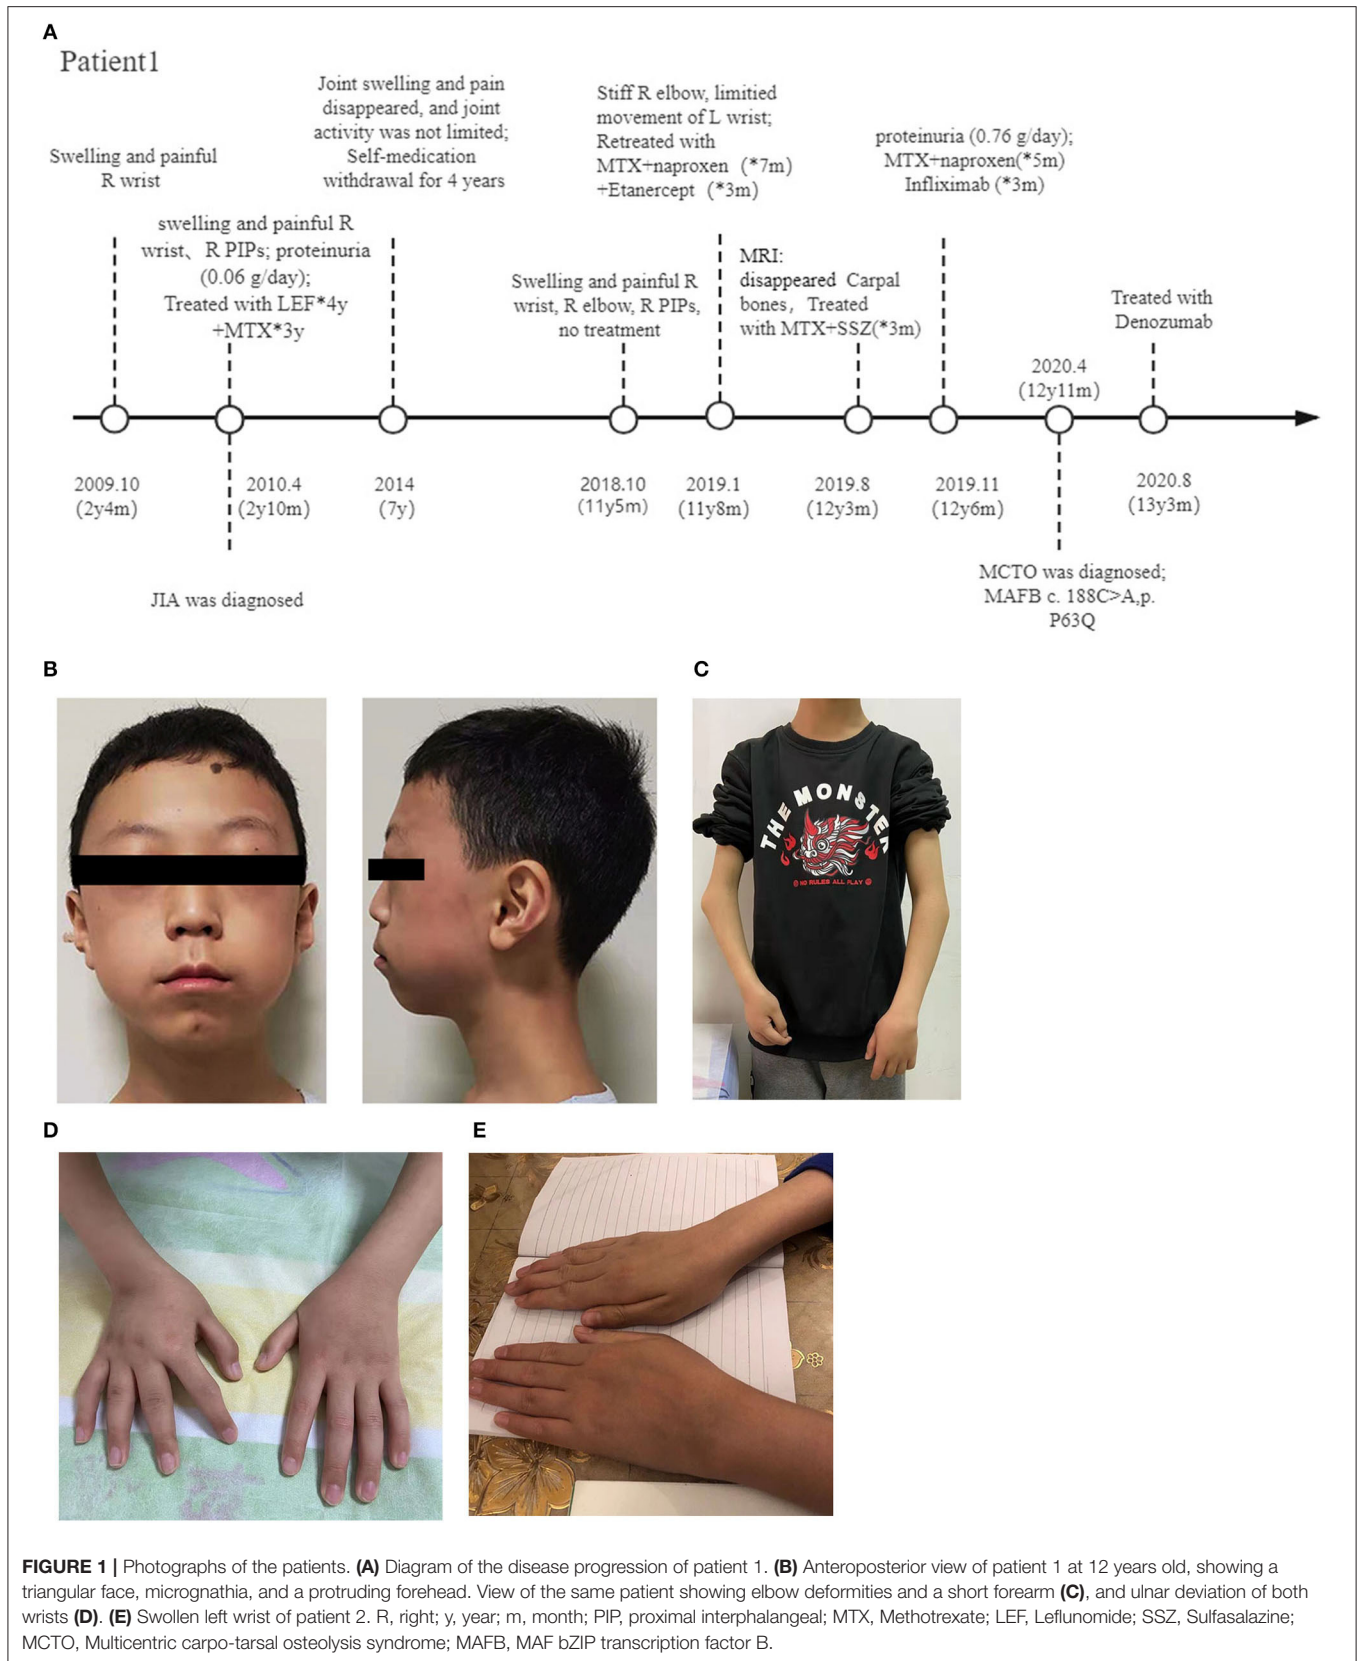 A
Patient1
Swelling and painful
R wrist
swelling and painful R
wrist、R PIPs; proteinuria
(0.06 g/day);
Treated with LEF*4y
+MTX*3y
Joint swelling and pain
disappeared, and joint
activity was not limited;
Self-medication
withdrawal for 4 years
Swelling and painful R
wrist, R elbow, R PIPs,
no treatment
Stiff R elbow, limitied
movement of L wrist;
Retreated with
MTX+naproxen (*7m)
+Etanercept (*3m)
MRI:
disappeared Carpal
bones, Treated
with MTX+SSZ(*3m)
proteinuria (0.76 g/day);
MTX+naproxen(*5m)
Infliximab (*3m)
2020.4
(12y11m)
Treated with
Denozumab
2009.10
(2y4m)
2010.4
(2y10m)
2014
(7y)
2018.10
(11y5m)
2019.1
(11y8m)
2019.8
(12y3m)
2019.11
(12y6m)
2020.8
(13y3m)
JIA was diagnosed
MCTO was diagnosed;
MAFB c. 188C>A,p.
P63Q
B
C
THE MONSTER
NO RULES ALL PLAY
D
E
FIGURE 1 | Photographs of the patients. (A) Diagram of the disease progression of patient 1. (B) Anteroposterior view of patient 1 at 12 years old, showing a
triangular face, micrognathia, and a protruding forehead. View of the same patient showing elbow deformities and a short forearm (C), and ulnar deviation of both
wrists (D). (E) Swollen left wrist of patient 2. R, right; y, year; m, month; PIP, proximal interphalangeal; MTX, Methotrexate; LEF, Leflunomide; SSZ, Sulfasalazine;
MCTO, Multicentric carpo-tarsal osteolysis syndrome; MAFB, MAF bZIP transcription factor B.